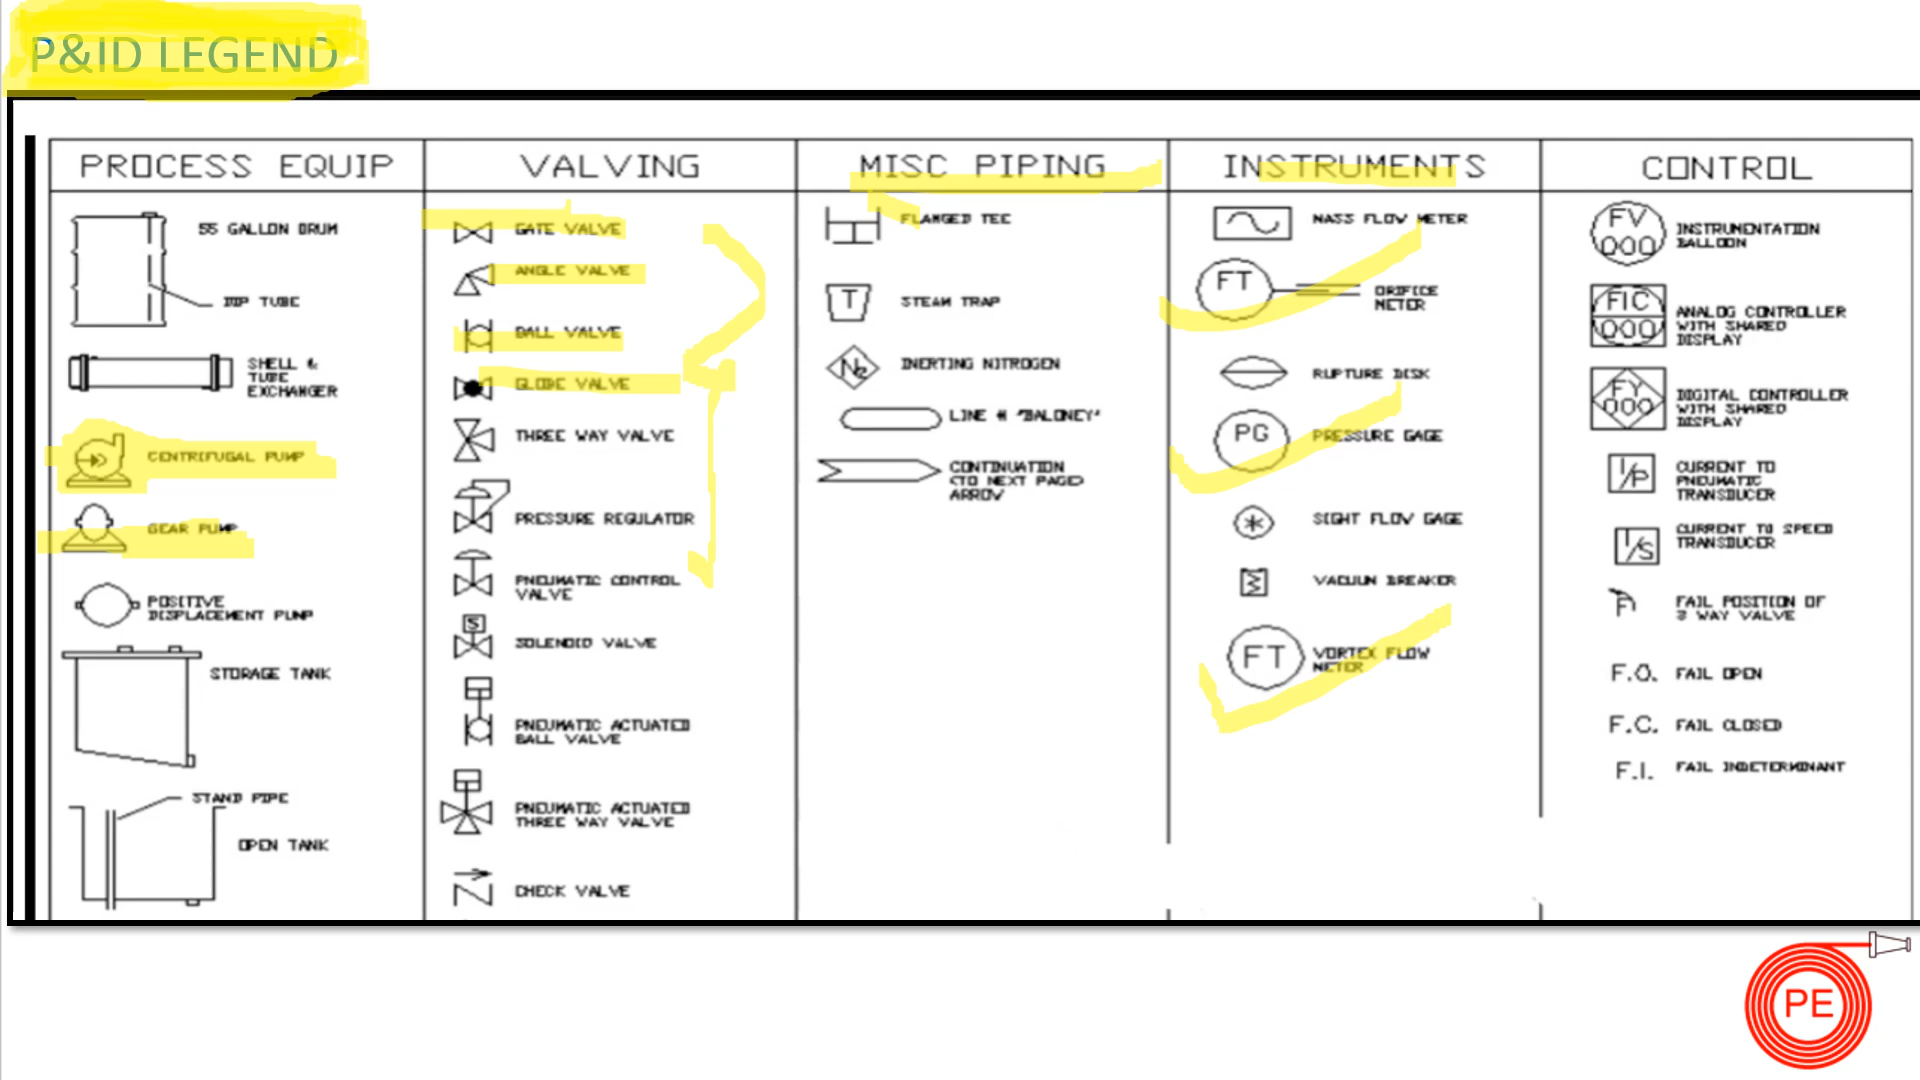 P&ID LEGEND
PROCESS EQUIP
55 GALLON DRUM
DIP TUBE
SHELL &
TUBE
EXCHANGER
CENTRIFUGAL PUMP
GEAR PUMP
POSITIVE
DISPLACEMENT PUMP
STORAGE TANK
STAND PIPE
OPEN TANK
VALVING
GATE VALVE
ANGLE VALVE
BALL VALVE
GLOBE VALVE
THREE WAY VALVE
PRESSURE REGULATOR
PNEUMATIC CONTROL
VALVE
S
SOLENOID VALVE
PNEUMATIC ACTUATED
BALL VALVE
PNEUMATIC ACTUATED
THREE WAY VALVE
CHECK VALVE
MISC PIPING
FLANGED TEE
T
STEAM TRAP
N2
INERTING NITROGEN
LINE # "BALONEY"
CONTINUATION
(TO NEXT PAGE)
ARROW
INSTRUMENTS
MASS FLOW METER
FT
ORIFICE
METER
RUPTURE DISK
PG
PRESSURE GAGE
SIGHT FLOW GAGE
VACUUM BREAKER
FT
VORTEX FLOW
METER
CONTROL
FV
000
INSTRUMENTATION
BALLOON
FIC
000
ANALOG CONTROLLER
WITH SHARED
DISPLAY
FY
000
DIGITAL CONTROLLER
WITH SHARED
DISPLAY
I/P
CURRENT TO
PNEUMATIC
TRANSDUCER
I/S
CURRENT TO SPEED
TRANSDUCER
F
FAIL POSITION OF
3 WAY VALVE
F.O.
FAIL OPEN
F.C.
FAIL CLOSED
F.I.
FAIL INDETERMINANT
PE